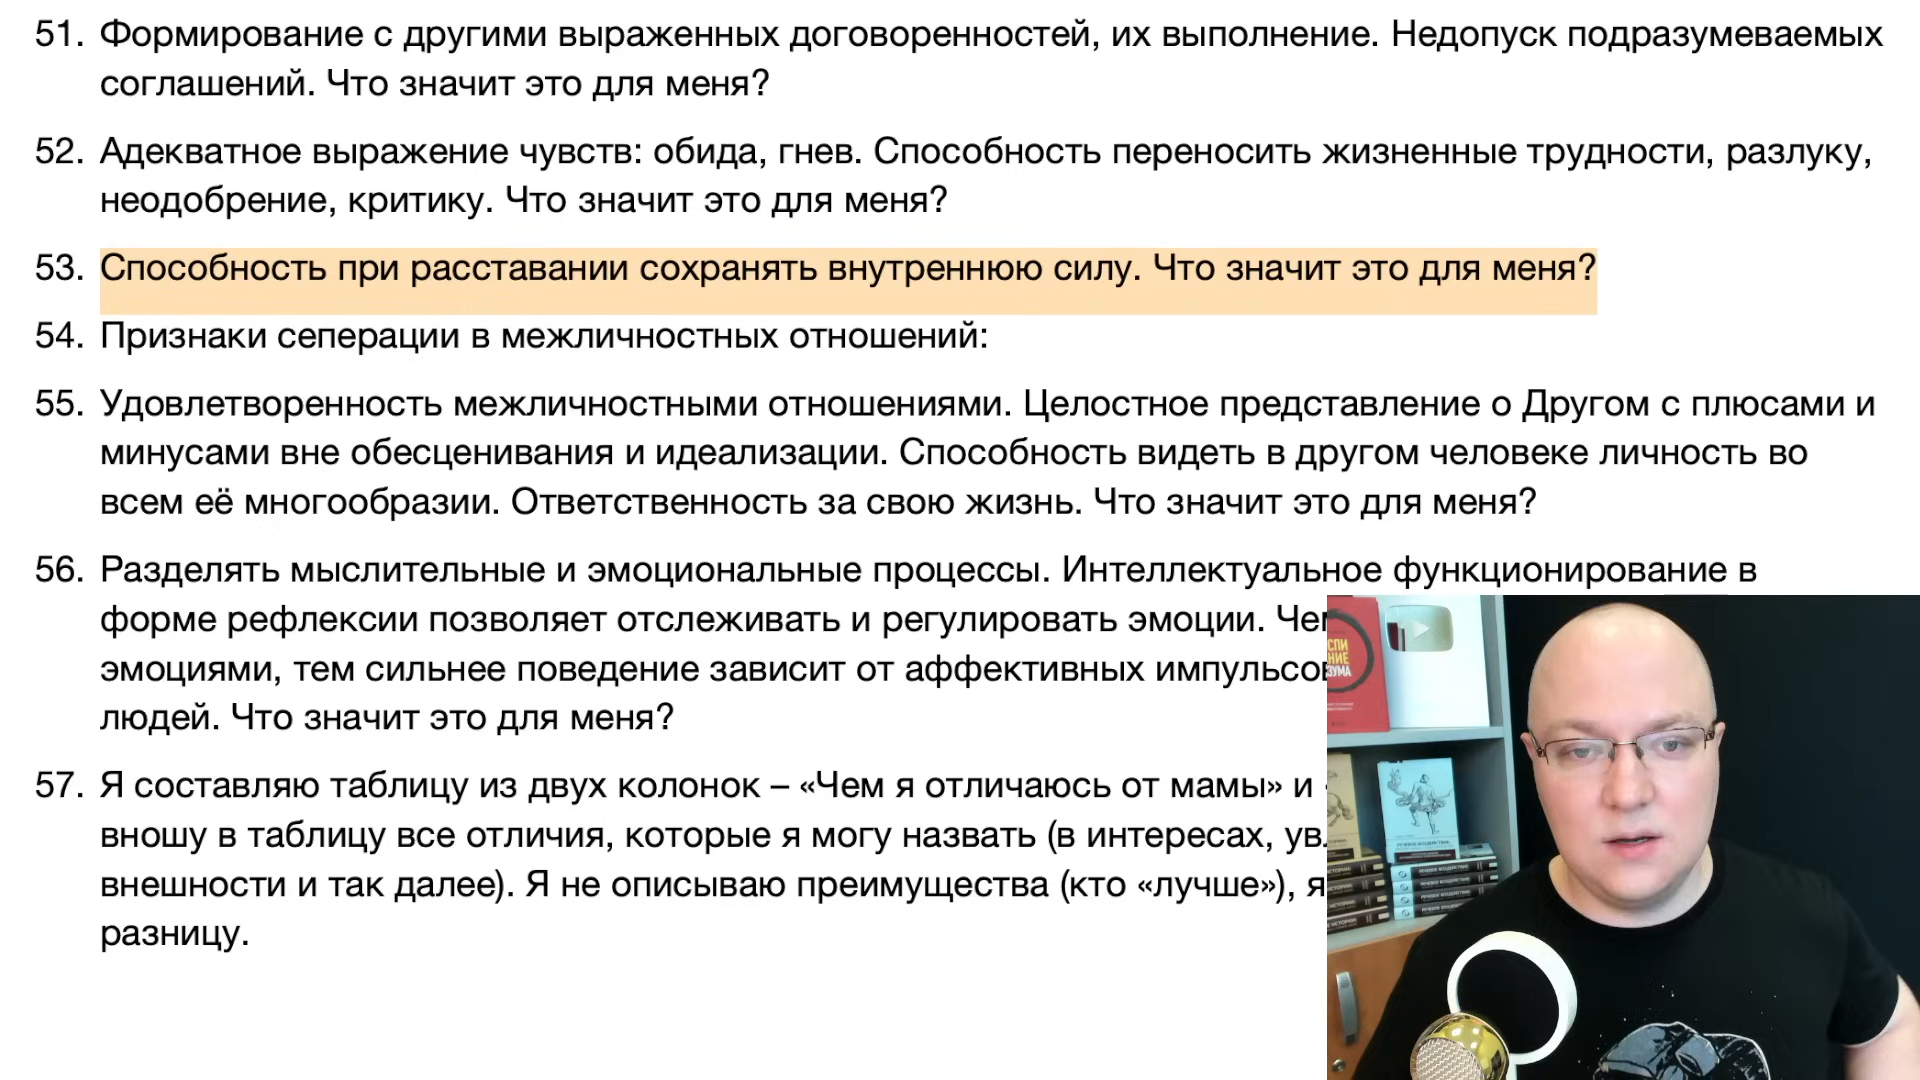 51. Формирование с другими выраженных договоренностей, их выполнение. Недопуск подразумеваемых
соглашений. Что значит это для меня?
52. Адекватное выражение чувств: обида, гнев. Способность переносить жизненные трудности, разлуку,
неодобрение, критику. Что значит это для меня?
53. Способность при расставании сохранять внутреннюю силу. Что значит это для меня?
54. Признаки сеперации в межличностных отношений:
55. Удовлетворенность межличностными отношениями. Целостное представление о Другом с плюсами и
минусами вне обесценивания и идеализации. Способность видеть в другом человеке личность во
всем её многообразии. Ответственность за свою жизнь. Что значит это для меня?
56. Разделять мыслительные и эмоциональные процессы. Интеллектуальное функционирование в
форме рефлексии позволяет отслеживать и регулировать эмоции.
эмоциями, тем сильнее поведение зависит от аффективных
людей. Что значит это для меня?
57. Я составляю таблицу из двух колонок – «Чем я отличаюсь от мамы» и
вношу в таблицу все отличия, которые я могу назвать (в интересах,
внешности и так далее). Я не описываю преимущества (кто «лучше»), я
разницу.